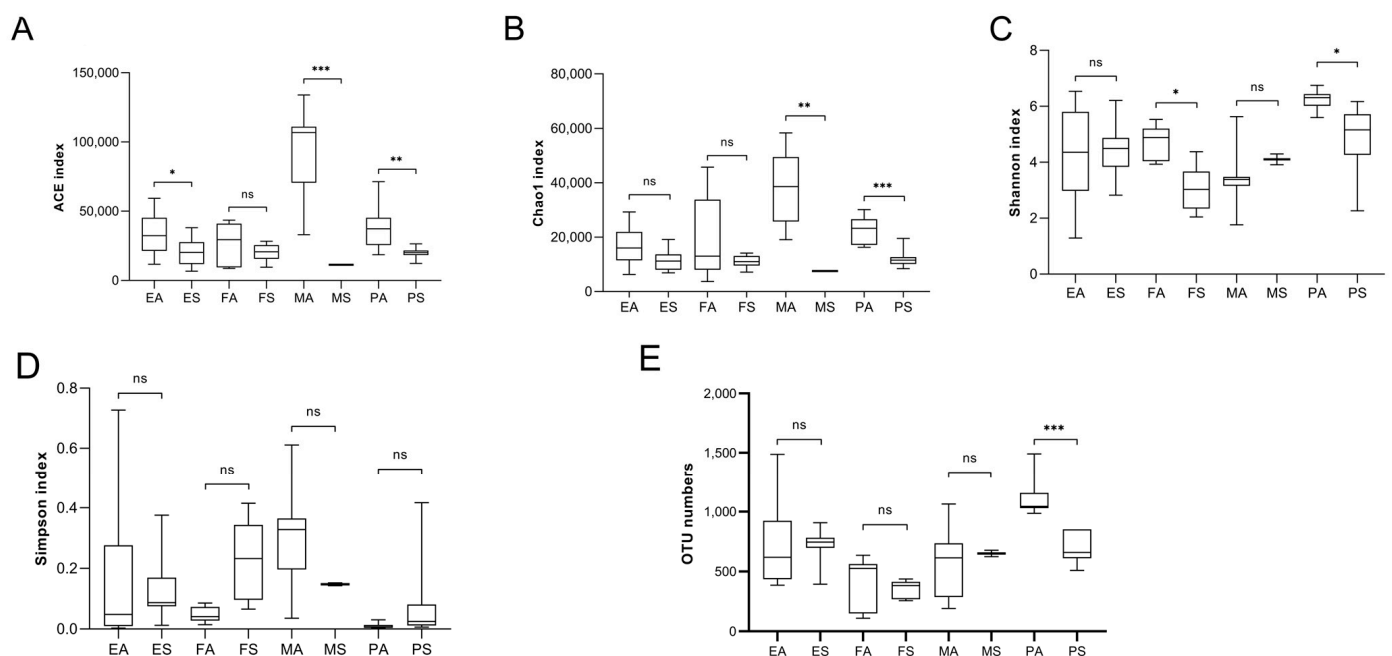 A
ACE index
150,000
100,000
50,000
0
*
ns
***
**
EA ES FA FS MA MS PA PS
B
Chao1 index
80,000
60,000
40,000
20,000
0
ns
ns
**
***
EA ES FA FS MA MS PA PS
C
Shannon index
8
6
4
2
0
ns
*
ns
*
EA ES FA FS MA MS PA PS
D
Simpson index
0.8
0.6
0.4
0.2
0.0
ns
ns
ns
ns
EA ES FA FS MA MS PA PS
E
OTU numbers
2,000
1,500
1,000
500
0
ns
ns
ns
***
EA ES FA FS MA MS PA PS